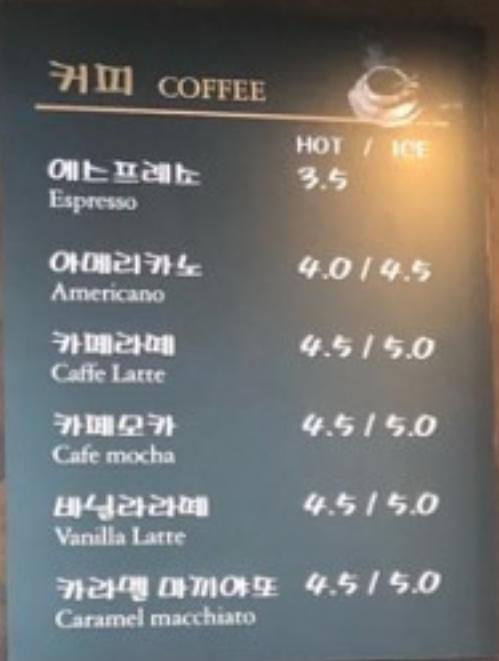 커피 COFFEE
HOT / ICE
에스프레소 3.5
Espresso
아메리카노 4.0 / 4.5
Americano
카페라떼 4.5 / 5.0
Caffe Latte
카페모카 4.5 / 5.0
Cafe mocha
바닐라라떼 4.5 / 5.0
Vanilla Latte
카라멜 마끼야또 4.5 / 5.0
Caramel macchiato